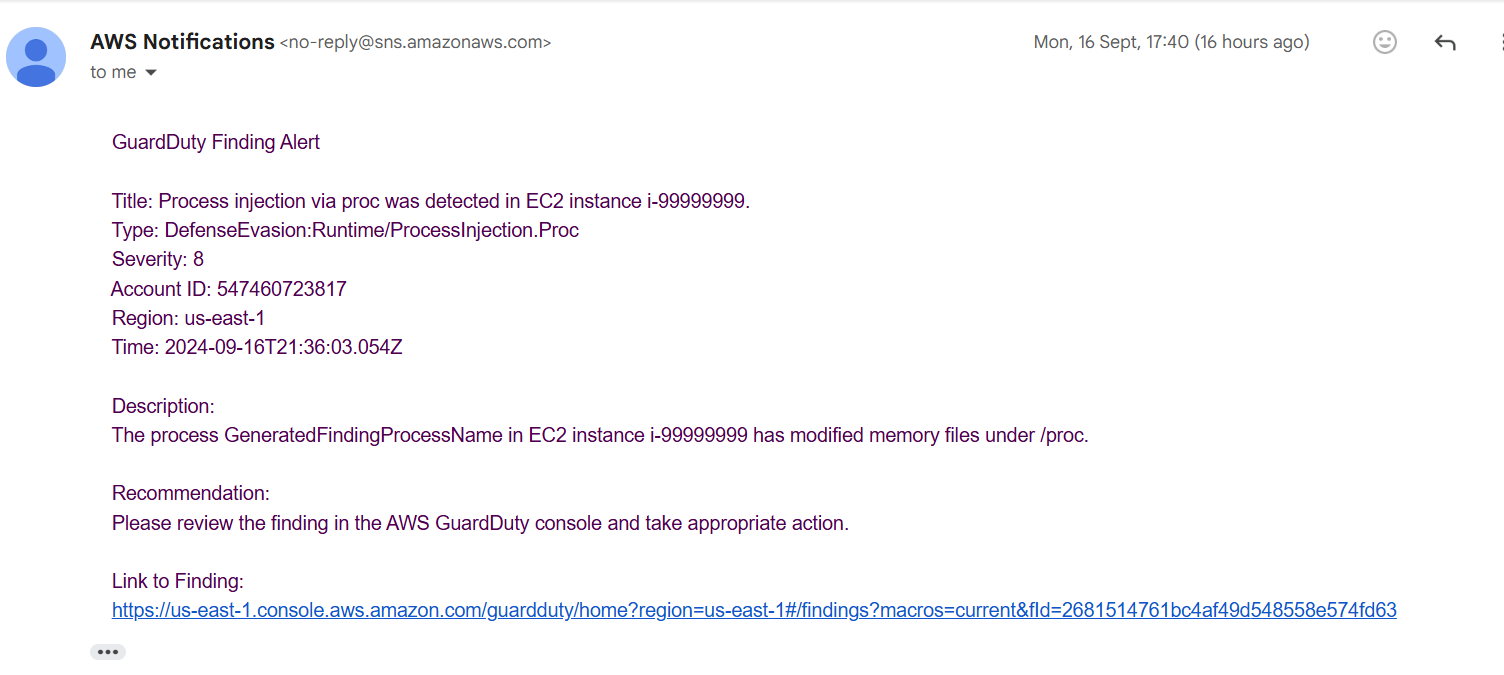 AWS Notifications <no-reply@sns.amazonaws.com> Mon, 16 Sept, 17:40 (16 hours ago)
to me
GuardDuty Finding Alert
Title: Process injection via proc was detected in EC2 instance i-99999999.
Type: DefenseEvasion:Runtime/ProcessInjection.Proc
Severity: 8
Account ID: 547460723817
Region: us-east-1
Time: 2024-09-16T21:36:03.054Z
Description:
The process GeneratedFindingProcessName in EC2 instance i-99999999 has modified memory files under /proc.
Recommendation:
Please review the finding in the AWS GuardDuty console and take appropriate action.
Link to Finding:
https://us-east-1.console.aws.amazon.com/guardduty/home?region=us-east-1#/findings?macros=current&fId=2681514761bc4af49d548558e574fd63